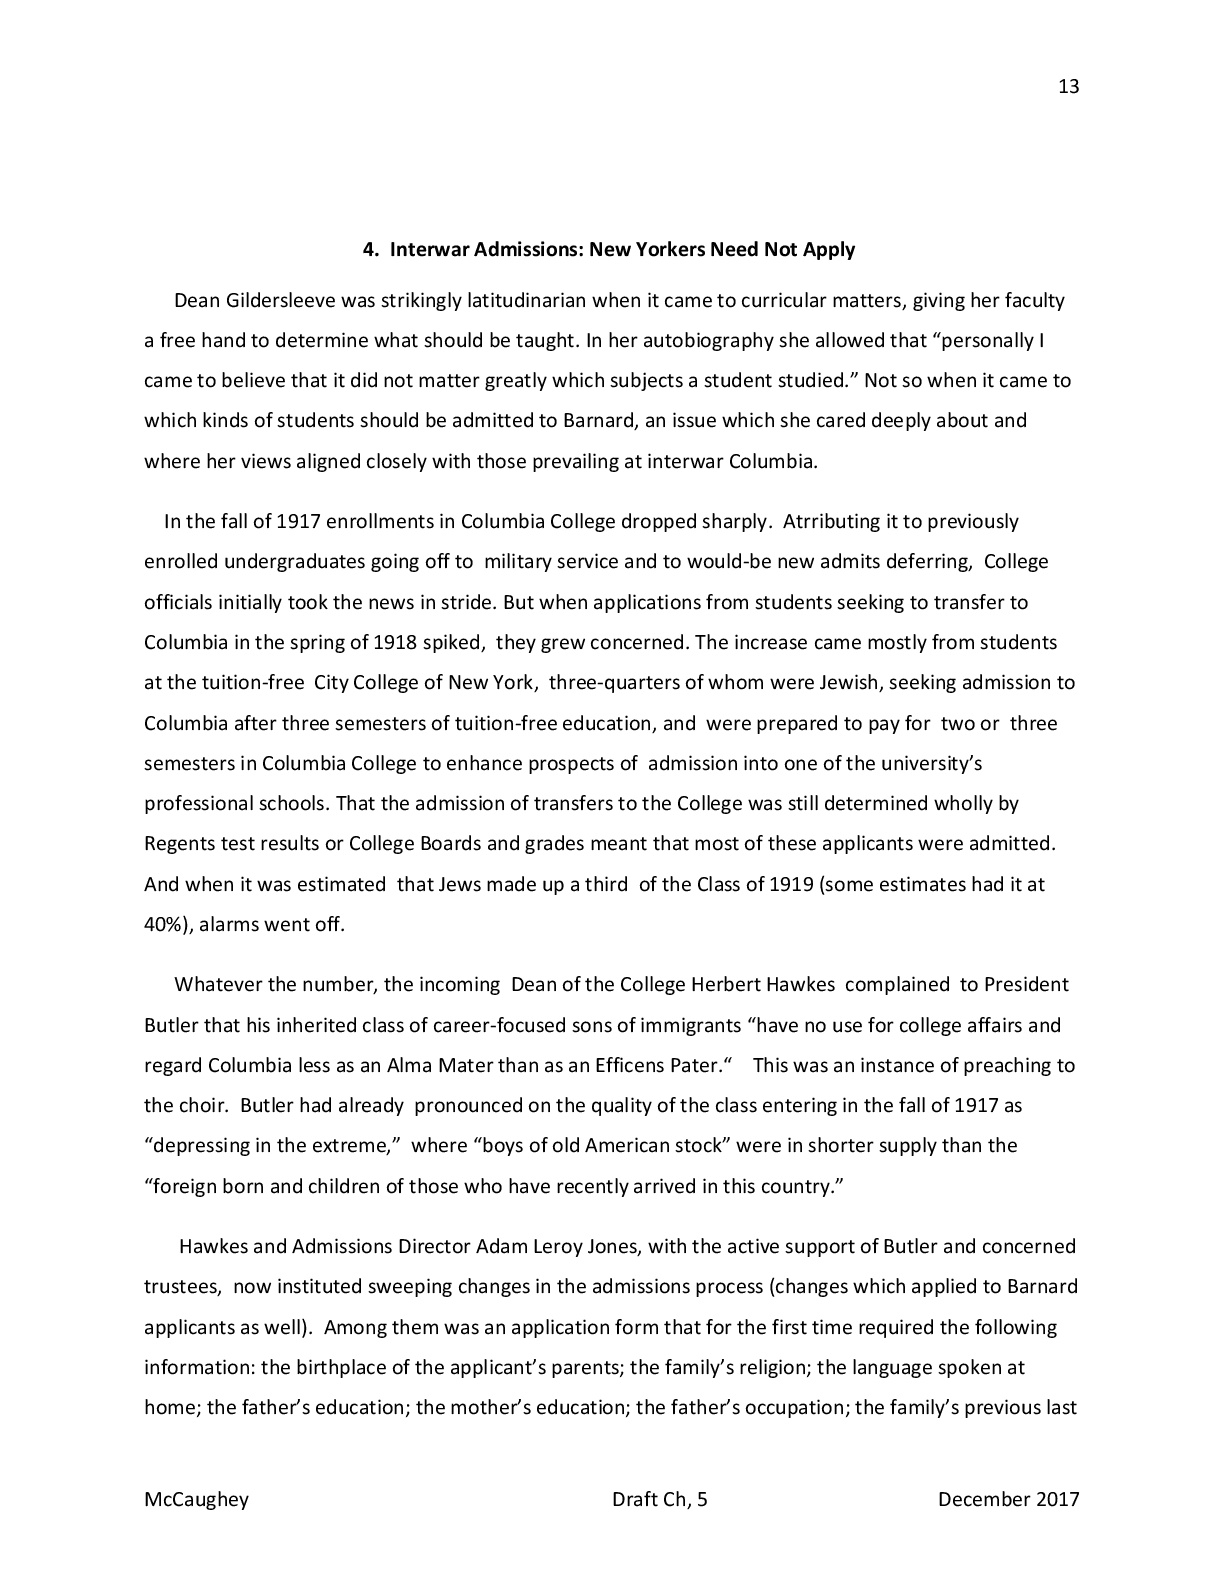 13
4. Interwar Admissions: New Yorkers Need Not Apply
Dean Gildersleeve was strikingly latitudinarian when it came to curricular matters, giving her faculty
a free hand to determine what should be taught. In her autobiography she allowed that “personally I
came to believe that it did not matter greatly which subjects a student studied.” Not so when it came to
which kinds of students should be admitted to Barnard, an issue which she cared deeply about and
where her views aligned closely with those prevailing at interwar Columbia.
In the fall of 1917 enrollments in Columbia College dropped sharply. Atrributing it to previously
enrolled undergraduates going off to military service and to would-be new admits deferring, College
officials initially took the news in stride. But when applications from students seeking to transfer to
Columbia in the spring of 1918 spiked, they grew concerned. The increase came mostly from students
at the tuition-free City College of New York, three-quarters of whom were Jewish, seeking admission to
Columbia after three semesters of tuition-free education, and were prepared to pay for two or three
semesters in Columbia College to enhance prospects of admission into one of the university’s
professional schools. That the admission of transfers to the College was still determined wholly by
Regents test results or College Boards and grades meant that most of these applicants were admitted.
And when it was estimated that Jews made up a third of the Class of 1919 (some estimates had it at
40%), alarms went off.
Whatever the number, the incoming Dean of the College Herbert Hawkes complained to President
Butler that his inherited class of career-focused sons of immigrants “have no use for college affairs and
regard Columbia less as an Alma Mater than as an Efficens Pater.“ This was an instance of preaching to
the choir. Butler had already pronounced on the quality of the class entering in the fall of 1917 as
“depressing in the extreme,” where “boys of old American stock” were in shorter supply than the
“foreign born and children of those who have recently arrived in this country.”
Hawkes and Admissions Director Adam Leroy Jones, with the active support of Butler and concerned
trustees, now instituted sweeping changes in the admissions process (changes which applied to Barnard
applicants as well). Among them was an application form that for the first time required the following
information: the birthplace of the applicant’s parents; the family’s religion; the language spoken at
home; the father’s education; the mother’s education; the father’s occupation; the family’s previous last
McCaughey Draft Ch, 5 December 2017